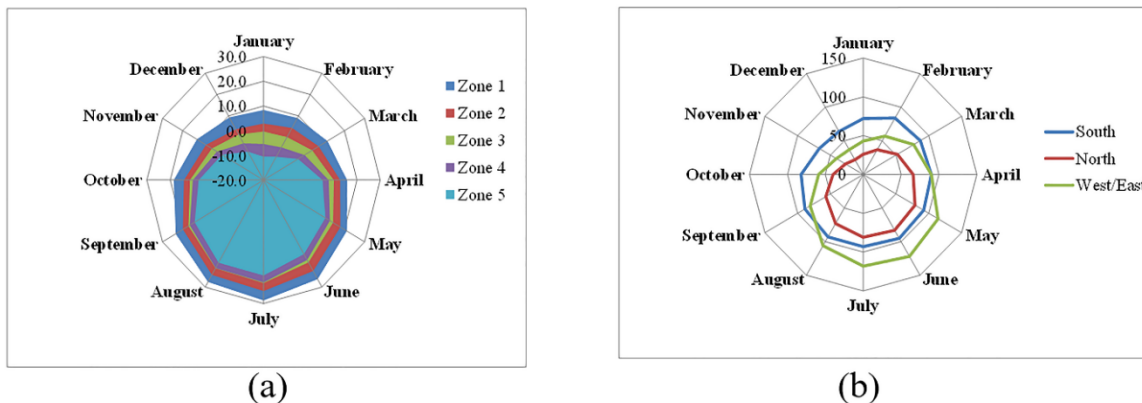 January
February
March
April
May
June
July
August
September
October
November
December
30.0
20.0
10.0
0.0
-10.0
-20.0
Zone 1
Zone 2
Zone 3
Zone 4
Zone 5
(a)
January
February
March
April
May
June
July
August
September
October
November
December
150
100
50
0
South
North
West/East
(b)